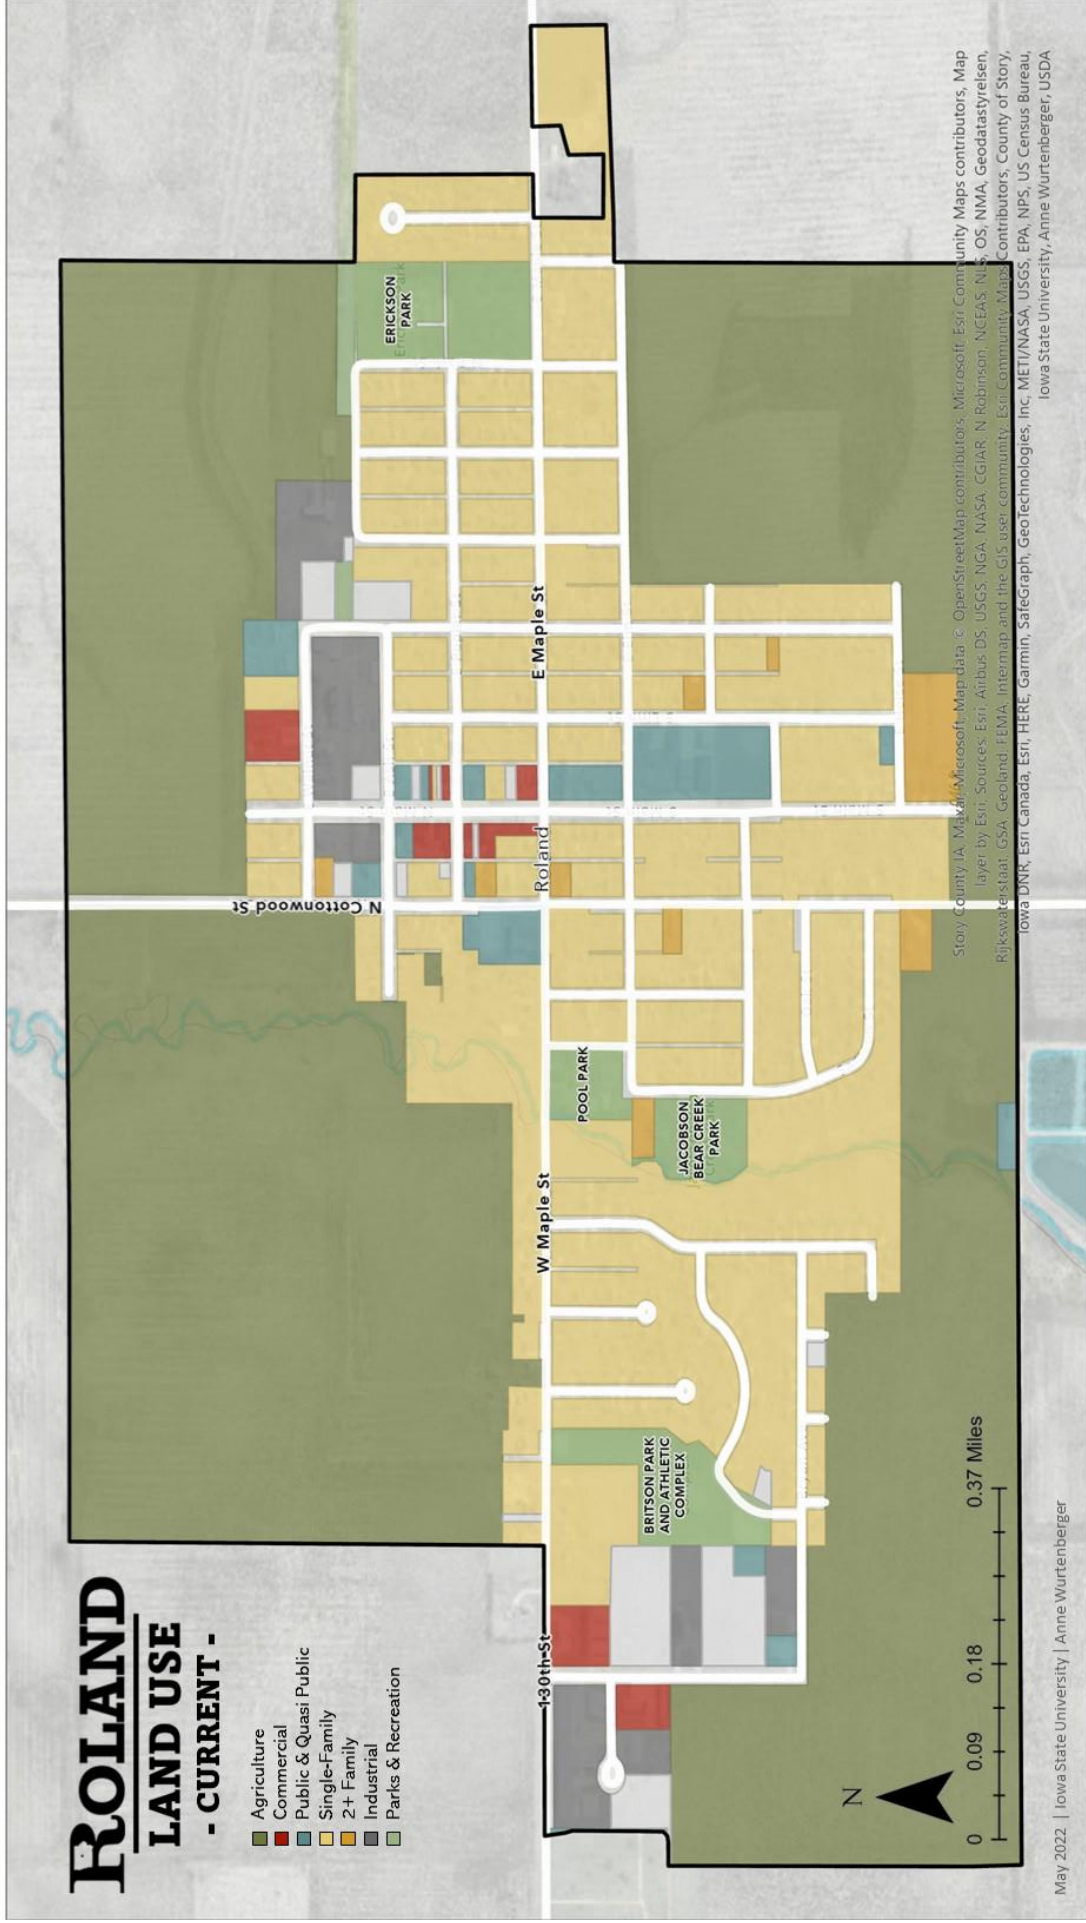 ROLAND
LAND USE
- CURRENT -
Agriculture
Commercial
Public & Quasi Public
Single-Family
2+ Family
Industrial
Parks & Recreation
130th St
W Maple St
E Maple St
N Cottonwood St
Roland
BRITSON PARK
AND ATHLETIC
COMPLEX
JACOBSON
BEAR CREEK
PARK
POOL PARK
ERICKSON
PARK
N
0 0.09 0.18 0.37 Miles
Story County IA, Maxar, Microsoft, Map data © OpenStreetMap contributors, Microsoft, Esri Community Maps contributors, Map
layer by Esri, Sources: Esri, Airbus DS, USGS, NGA, NASA, CGIAR, N Robinson, NCEAS, NLS, OS, NMA, Geodatastyrelsen,
Rijkswaterstaat, GSA, Geoland, FEMA, Intermap and the GIS user community, Esri Community Maps Contributors, County of Story,
Iowa DNR, Esri Canada, Esri, HERE, Garmin, SafeGraph, GeoTechnologies, Inc, METI/NASA, USGS, EPA, NPS, US Census Bureau,
Iowa State University, Anne Wurtenberger, USDA
May 2022 | Iowa State University | Anne Wurtenberger